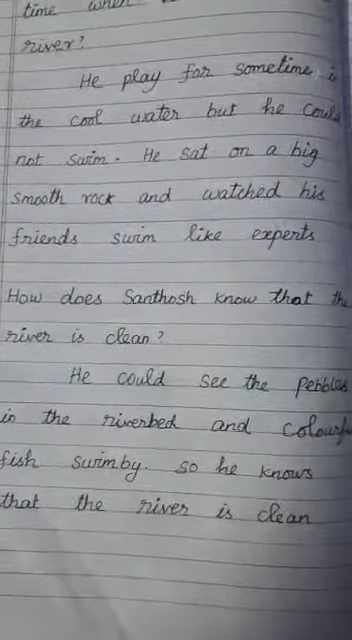 time when
river?
He play for sometime i
the cool water but he could
not swim. He sat on a big
smooth rock and watched his
friends swim like experts
How does Santhosh know that the
river is clean?
He could see the pebbles
in the riverbed and colourfu
fish swimby. so he knows
that the river is clean